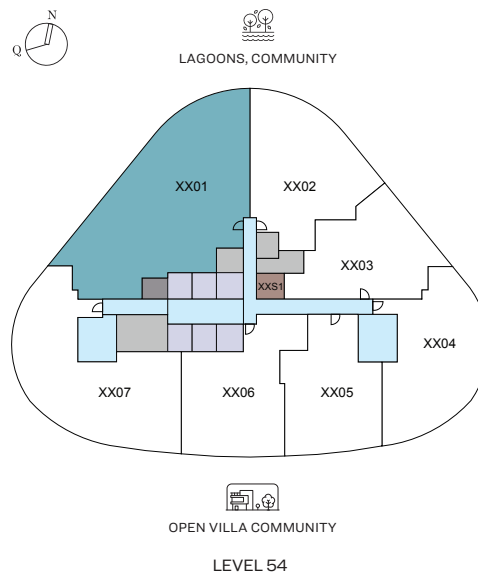 N
Q
LAGOONS, COMMUNITY
XX01
XX02
XX03
XXS1
XX04
XX07
XX06
XX05
OPEN VILLA COMMUNITY
LEVEL 54